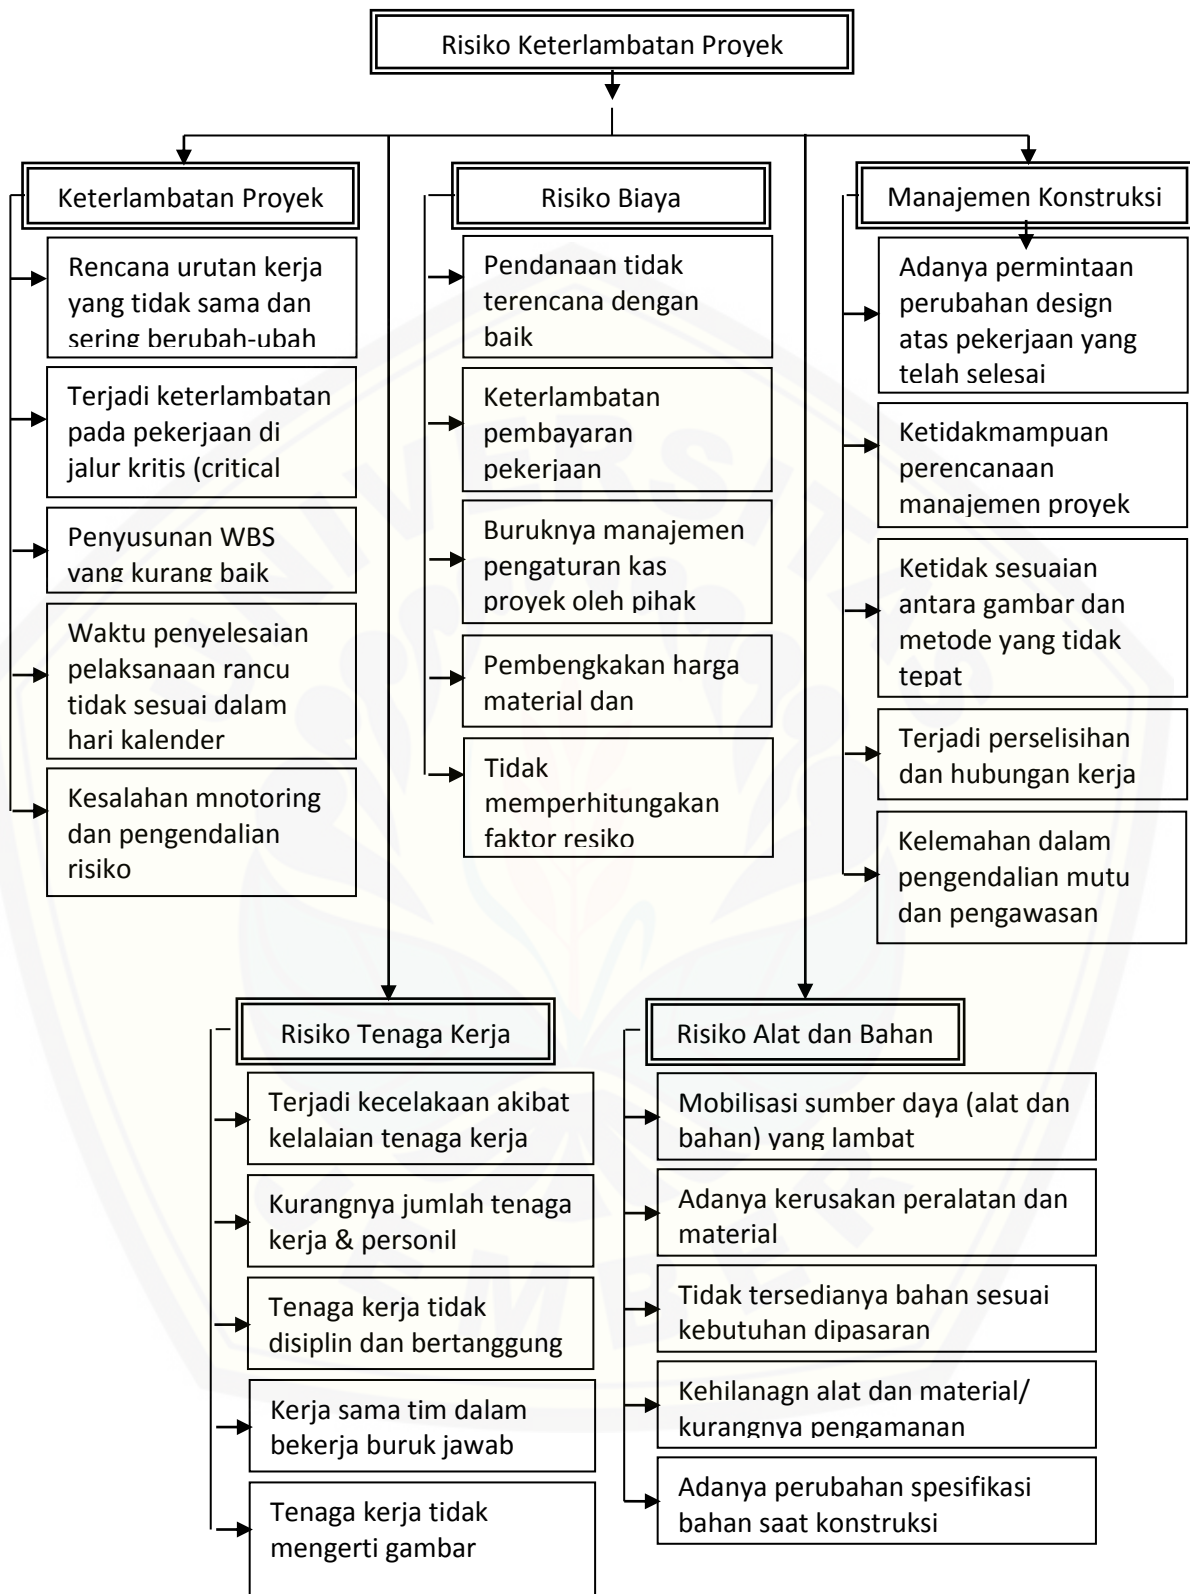 Risiko Keterlambatan Proyek
Keterlambatan Proyek
Rencana urutan kerja
yang tidak sama dan
sering berubah-ubah
Terjadi keterlambatan
pada pekerjaan di
jalur kritis (critical
Penyusunan WBS
yang kurang baik
Waktu penyelesaian
pelaksanaan rancu
tidak sesuai dalam
hari kalender
Kesalahan mnotoring
dan pengendalian
risiko
Risiko Biaya
Pendanaan tidak
terencana dengan
baik
Keterlambatan
pembayaran
pekerjaan
Buruknya manajemen
pengaturan kas
proyek oleh pihak
Pembengkakan harga
material dan
Tidak
memperhitungakan
faktor resiko
Manajemen Konstruksi
Adanya permintaan
perubahan design
atas pekerjaan yang
telah selesai
Ketidakmampuan
perencanaan
manajemen proyek
Ketidak sesuaian
antara gambar dan
metode yang tidak
tepat
Terjadi perselisihan
dan hubungan kerja
Kelemahan dalam
pengendalian mutu
dan pengawasan
Risiko Tenaga Kerja
Terjadi kecelakaan akibat
kelalaian tenaga kerja
Kurangnya jumlah tenaga
kerja & personil
Tenaga kerja tidak
disiplin dan bertanggung
Kerja sama tim dalam
bekerja buruk jawab
Tenaga kerja tidak
mengerti gambar
Risiko Alat dan Bahan
Mobilisasi sumber daya (alat dan
bahan) yang lambat
Adanya kerusakan peralatan dan
material
Tidak tersedianya bahan sesuai
kebutuhan dipasaran
Kehilanagn alat dan material/
kurangnya pengamanan
Adanya perubahan spesifikasi
bahan saat konstruksi
UNIVERSITAS
JEMBER